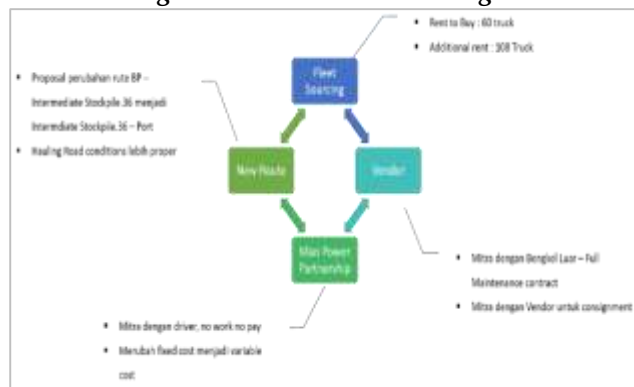 Rent to Buy : 60 truck
Additional rent : 108 Truck
Fleet
Sourcing
Proposal perubahan rute BP –
Intermediate Stockpile 36 menjadi
Intermdiate Stockpile 36 – Port
Healing Road conditions lebih proper
New Route
Vendor
Man Power
Partnership
Mitra dengan Bengkel Luar – Full
Maintenance contract
Mitra dengan Vendor untuk consignment
Mitra dengan driver, no work no pay
Merubah fixed cost menjadi variable
cost